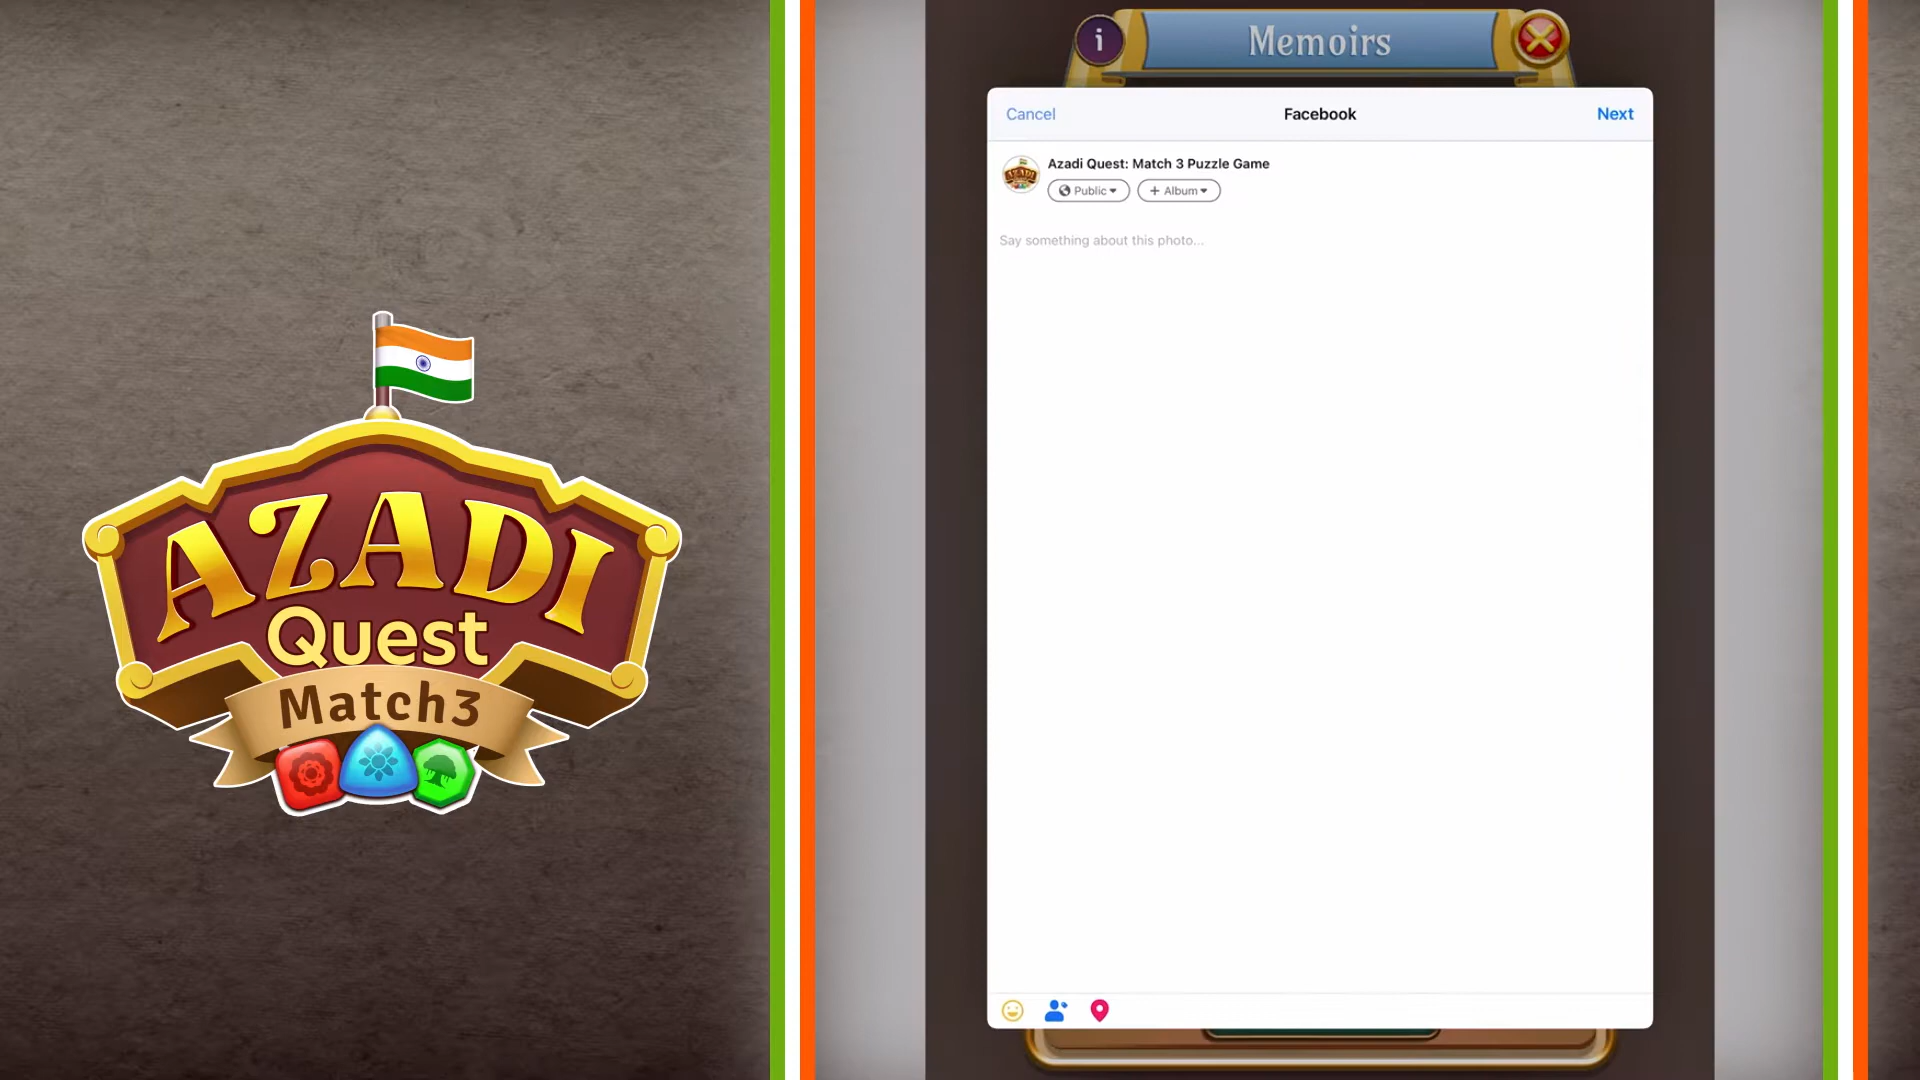 AZADI
Quest
Match3
i
Memoirs
Cancel
Facebook
Next
AZADI
Azadi Quest: Match 3 Puzzle Game
Public
+ Album
Say something about this photo...